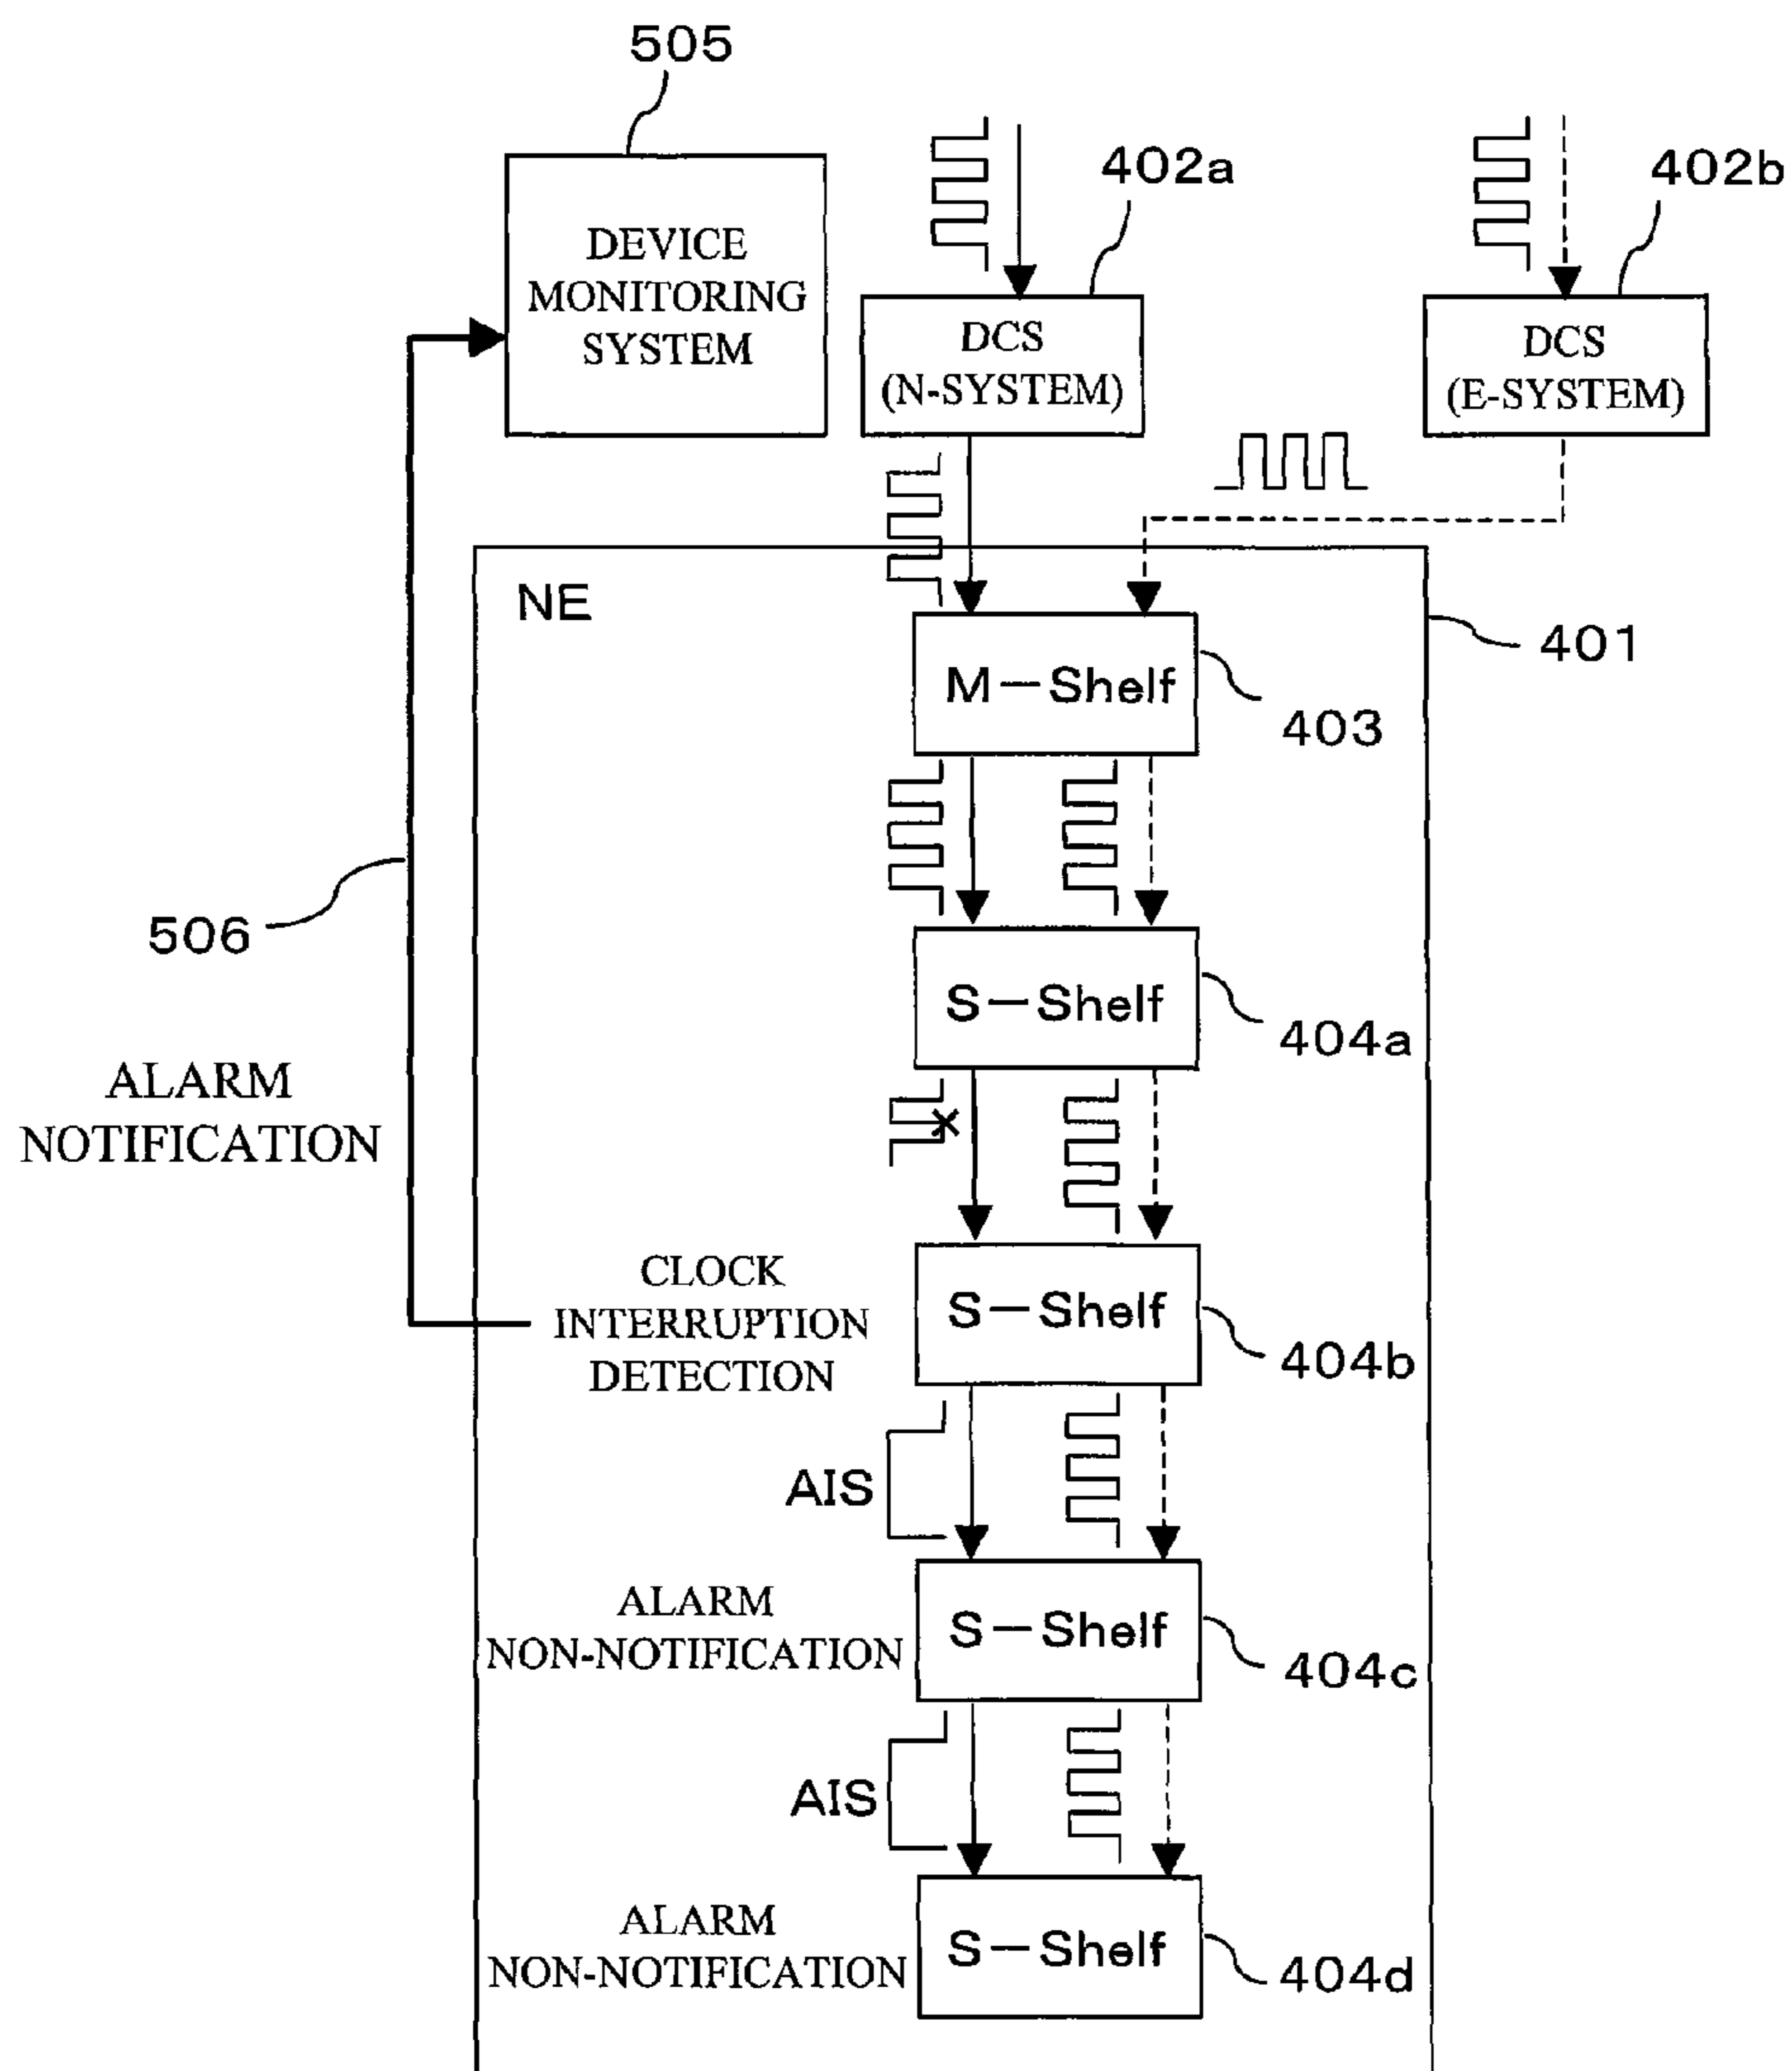 505
402a
402b
DEVICE
MONITORING
SYSTEM
DCS
(N-SYSTEM)
DCS
(E-SYSTEM)
NE
401
M-Shelf
403
506
S-Shelf
404a
ALARM
NOTIFICATION
CLOCK
INTERRUPTION
DETECTION
S-Shelf
404b
AIS
ALARM
NON-NOTIFICATION
S-Shelf
404c
AIS
ALARM
NON-NOTIFICATION
S-Shelf
404d